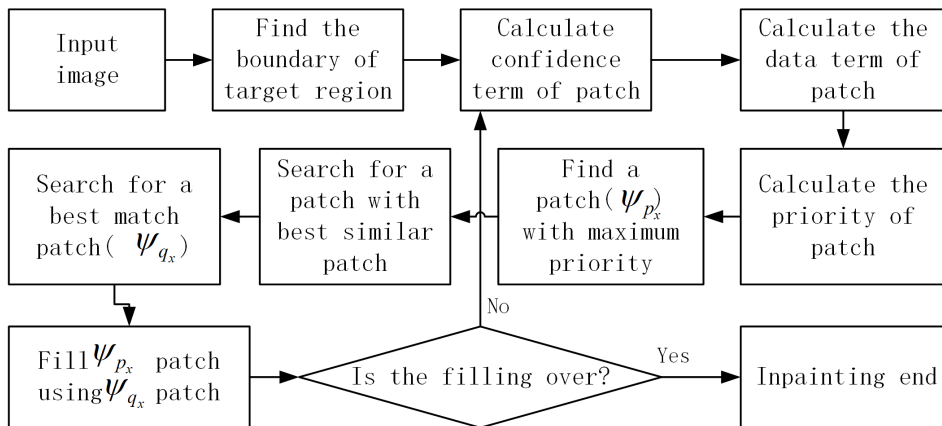 Input
image
Find the
boundary of
target region
Calculate
confidence
term of patch
Calculate the
data term of
patch
Search for a
best match
patch( ψqx)
Search for a
patch with
best similar
patch
Find a
patch(ψpx)
with maximum
priority
Calculate the
priority of
patch
No
Fill ψpx patch
using ψqx patch
Is the filling over?
Yes
Inpainting end